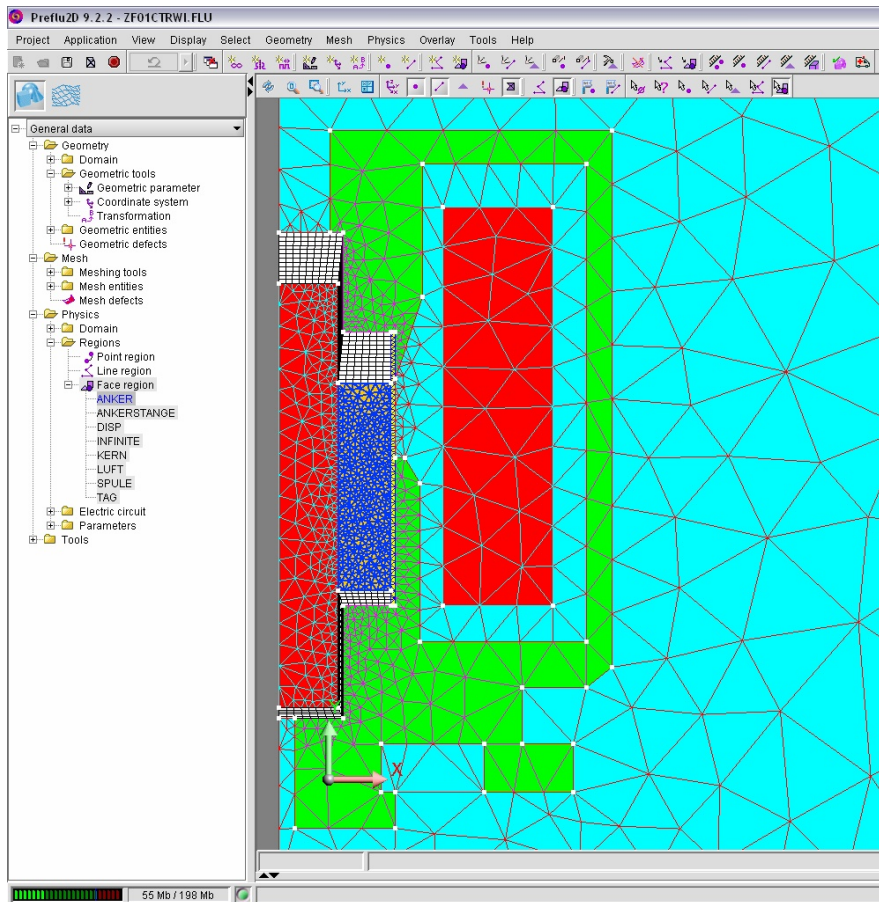 Preflu2D 9.2.2 - ZF01CTRWI.FLU
Project Application View Display Select Geometry Mesh Physics Overlay Tools Help
General data
Geometry
Domain
Geometric tools
Geometric parameter
Coordinate system
Transformation
Geometric entities
Geometric defects
Mesh
Meshing tools
Mesh entities
Mesh defects
Physics
Domain
Regions
Point region
Line region
Face region
ANKER
ANKERSTANGE
DISP
INFINITE
KERN
LUFT
SPULE
TAG
Electric circuit
Parameters
Tools
X
55 Mb / 198 Mb